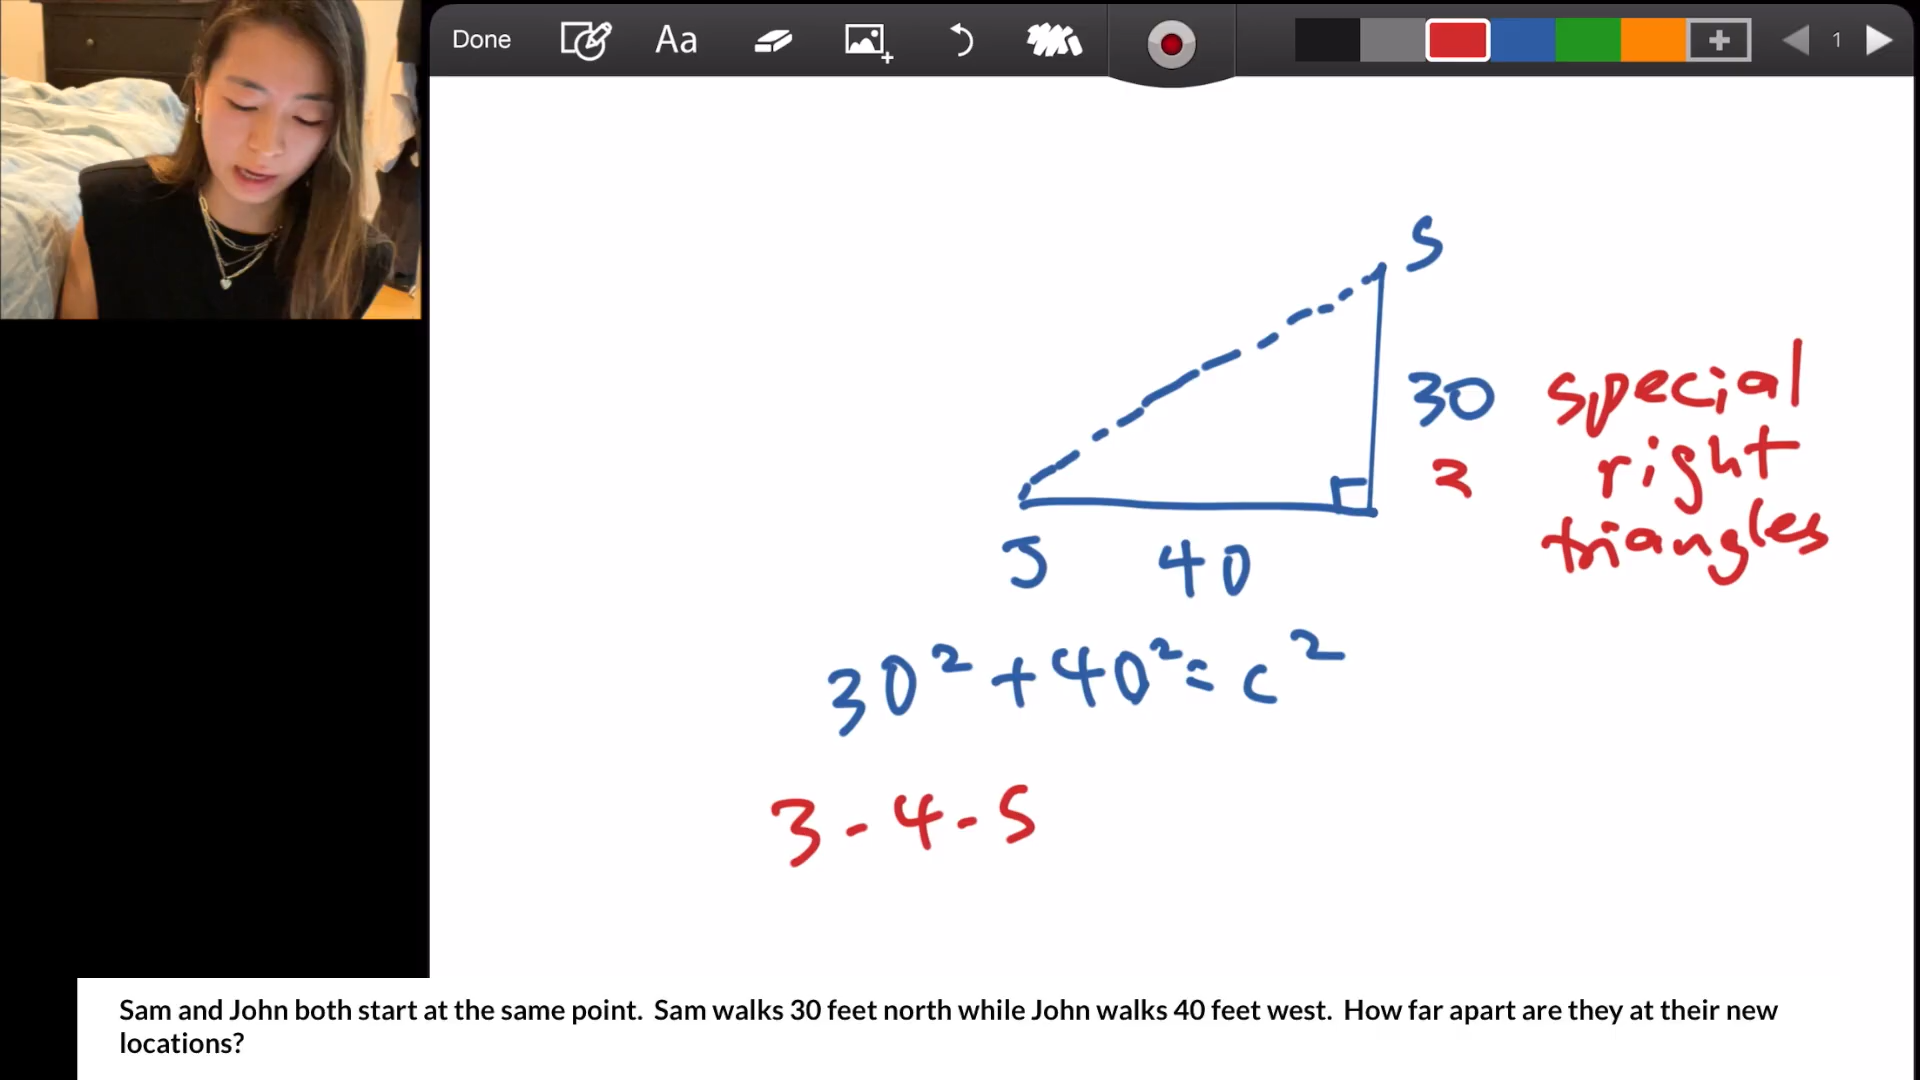 Done Aa 1
S
30 special
3 right
triangles
J 40
30² + 40² = c²
3 - 4 - 5
Sam and John both start at the same point. Sam walks 30 feet north while John walks 40 feet west. How far apart are they at their new
locations?